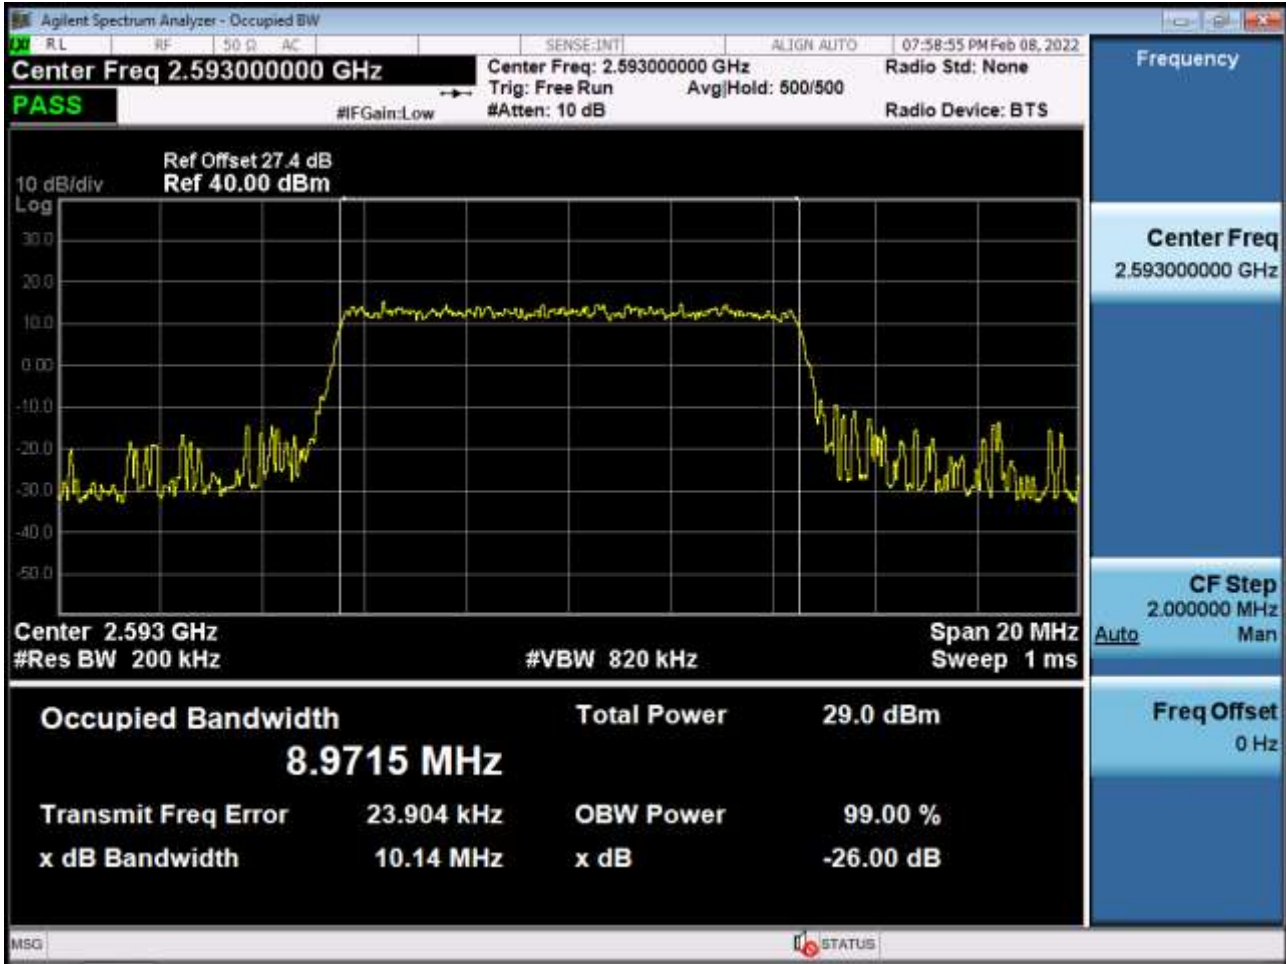 Agilent Spectrum Analyzer - Occupied BW
LXI RL RF 50 Ω AC SENSE:INT ALIGN AUTO 07:58:55 PM Feb 08, 2022
Center Freq 2.593000000 GHz
Center Freq: 2.593000000 GHz
Radio Std: None
Trig: Free Run Avg|Hold: 500/500
PASS
#IFGain:Low
#Atten: 10 dB
Radio Device: BTS
Ref Offset 27.4 dB
10 dB/div Ref 40.00 dBm
Log
30.0
20.0
10.0
0.00
-10.0
-20.0
-30.0
-40.0
-50.0
Center 2.593 GHz Span 20 MHz
#Res BW 200 kHz #VBW 820 kHz Sweep 1 ms
Occupied Bandwidth Total Power 29.0 dBm
8.9715 MHz
Transmit Freq Error 23.904 kHz OBW Power 99.00 %
x dB Bandwidth 10.14 MHz x dB -26.00 dB
MSG STATUS
Frequency
Center Freq
2.593000000 GHz
CF Step
2.000000 MHz
Auto Man
Freq Offset
0 Hz